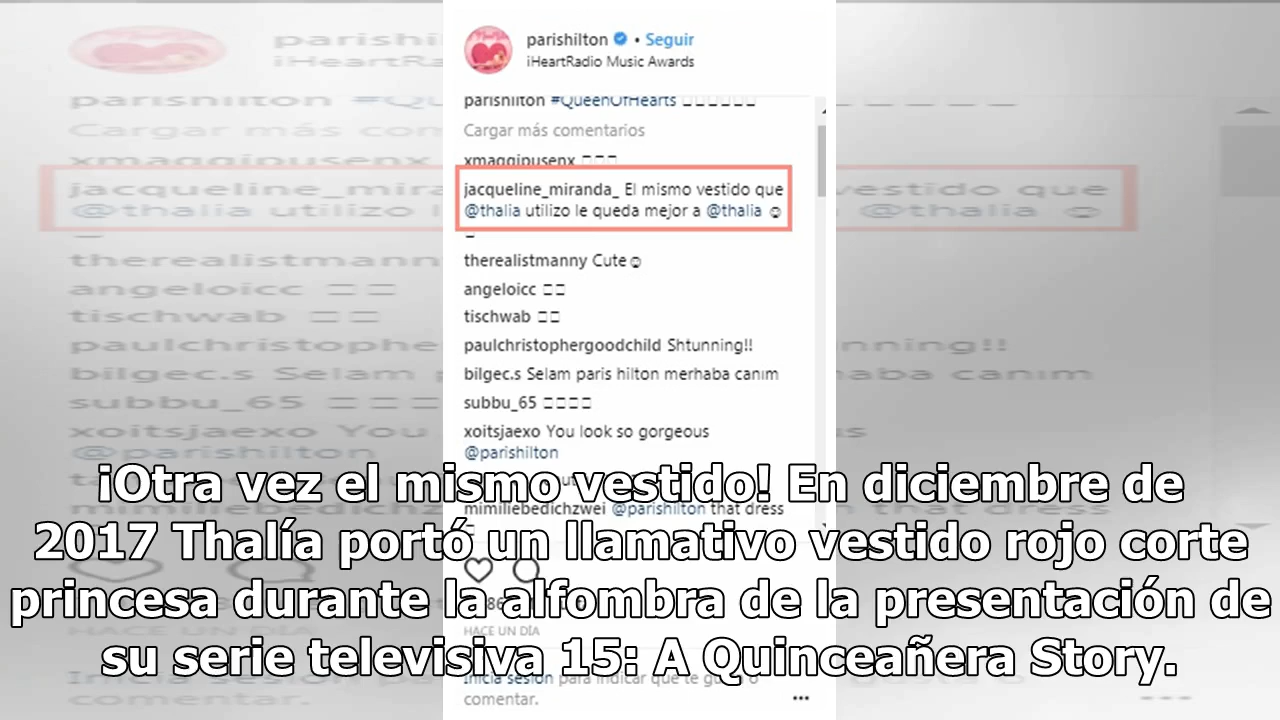 parishilton • Seguir
iHeartRadio Music Awards
parishilton #QueenOfHearts
Cargar más comentarios
xmaggipusenx
jacqueline_miranda_ El mismo vestido que
@thalia utilizo le queda mejor a @thalia
therealistmanny Cute
angeloicc
tischwab
paulchristophergoodchild Shtunning!!
bilgec.s Selam paris hilton merhaba canım
subbu_65
xoitsjaexo You look so gorgeous
@parishilton
mimiliebedichzwei @parishilton that dress
¡Otra vez el mismo vestido! En diciembre de
2017 Thalía portó un llamativo vestido rojo corte
princesa durante la alfombra de la presentación de
su serie televisiva 15: A Quinceañera Story.
HACE UN DÍA
Inicia sesión para indicar que te gusta o
comentar.